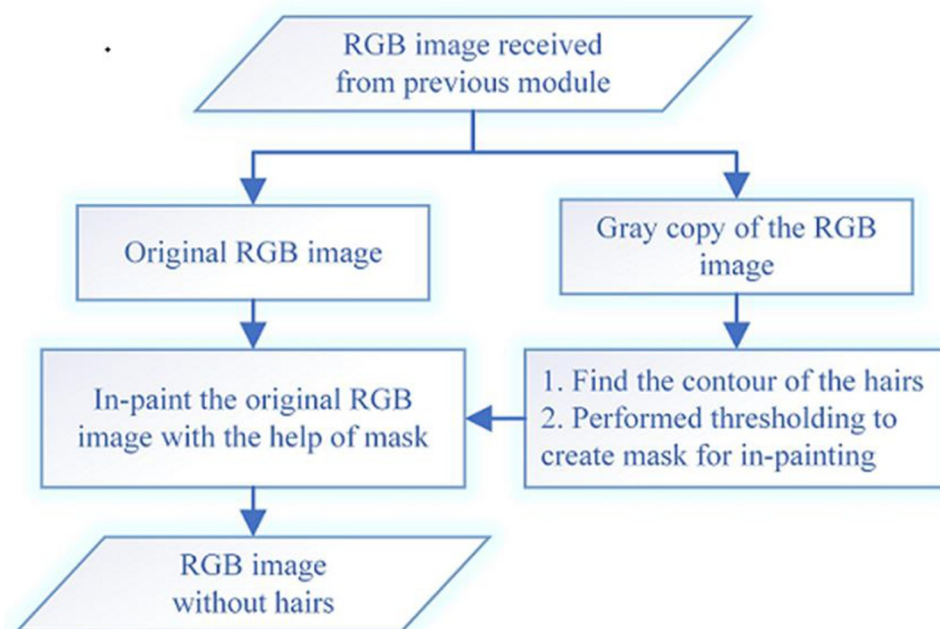 RGB image received
from previous module
Original RGB image
Gray copy of the RGB
image
In-paint the original RGB
image with the help of mask
1. Find the contour of the hairs
2. Performed thresholding to
create mask for in-painting
RGB image
without hairs